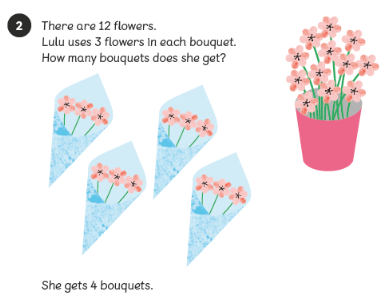 2
There are 12 flowers.
Lulu uses 3 flowers in each bouquet.
How many bouquets does she get?
She gets 4 bouquets.